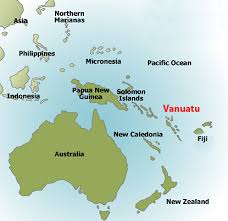 Asia
Northern
Marianas
Philippines
Micronesia
Pacific Ocean
Indonesia
Papua New
Guinea
Solomon
Islands
Vanuatu
Fiji
New Caledonia
Australia
New Zealand